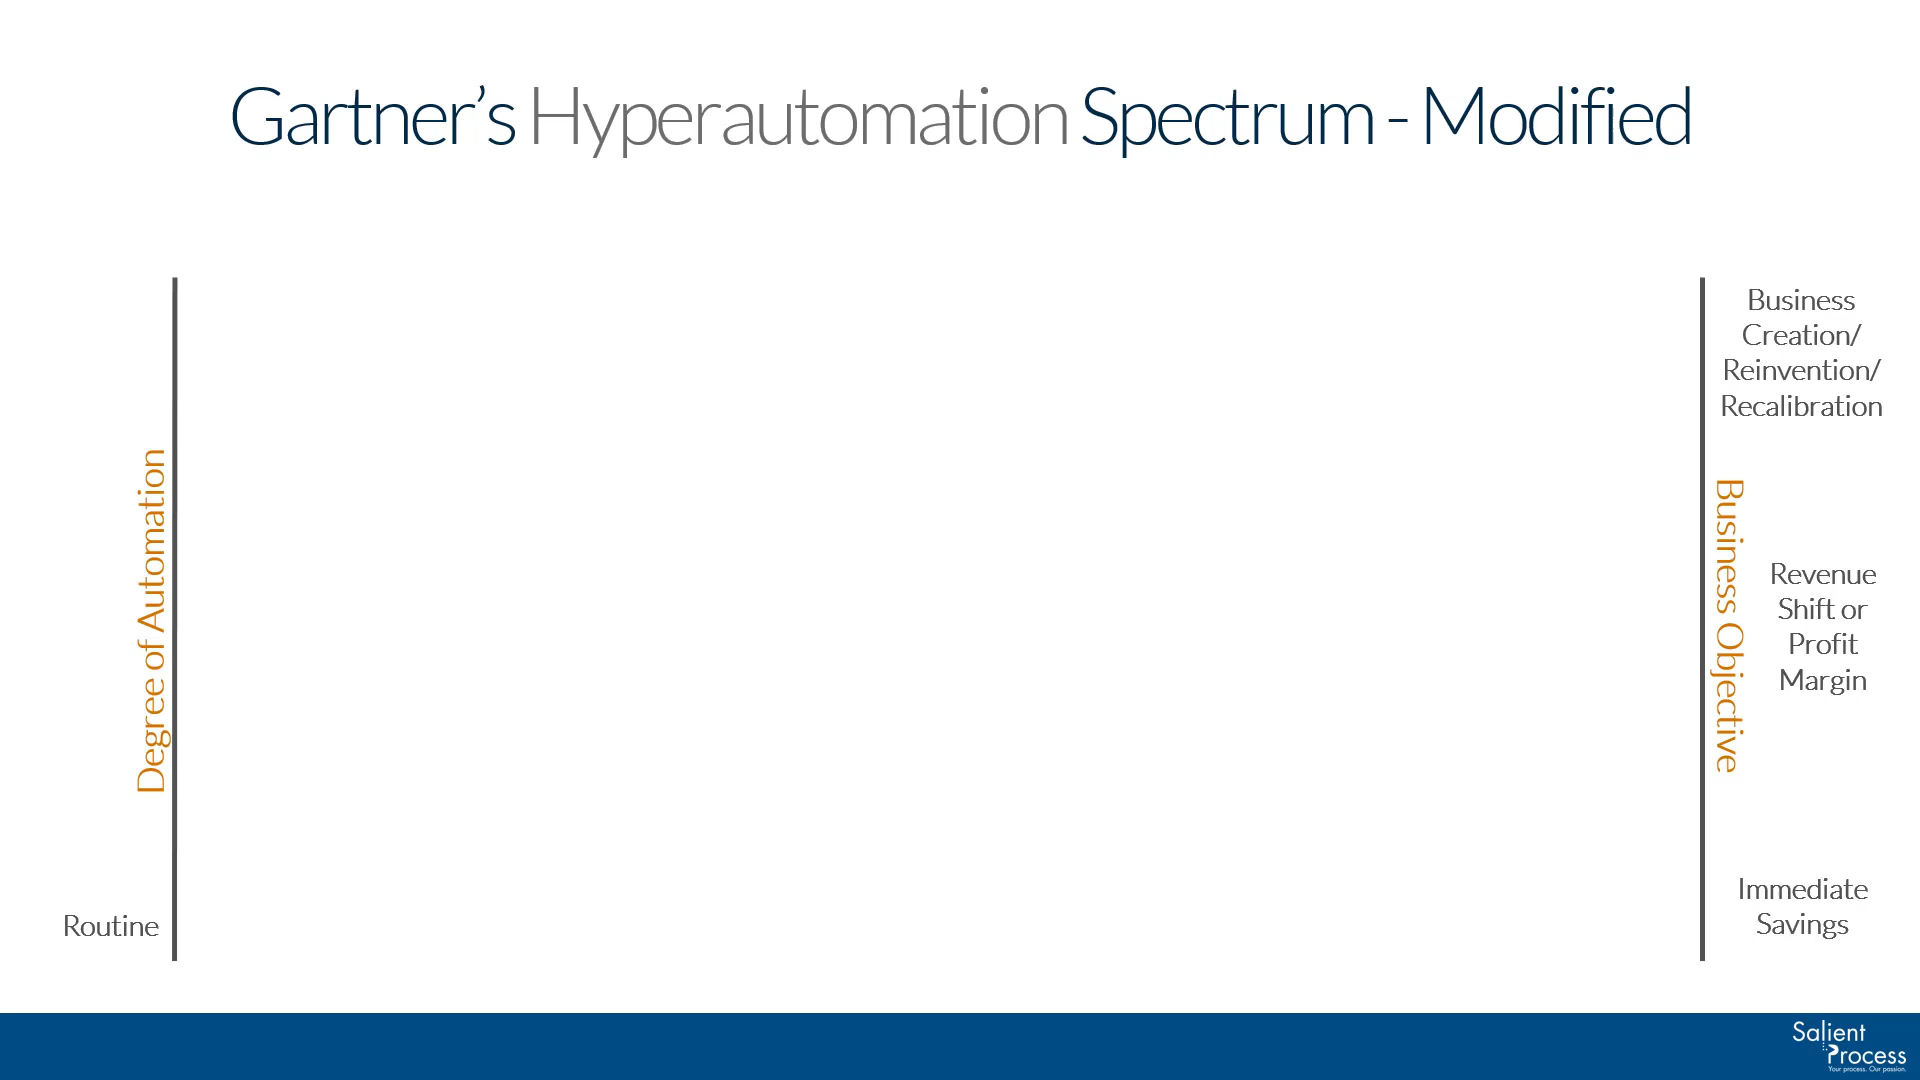 Gartner’s Hyperautomation Spectrum - Modified
Degree of Automation
Routine
Business
Creation/
Reinvention/
Recalibration
Business Objective
Revenue
Shift or
Profit
Margin
Immediate
Savings
Salient
Process
Your process. Our passion.